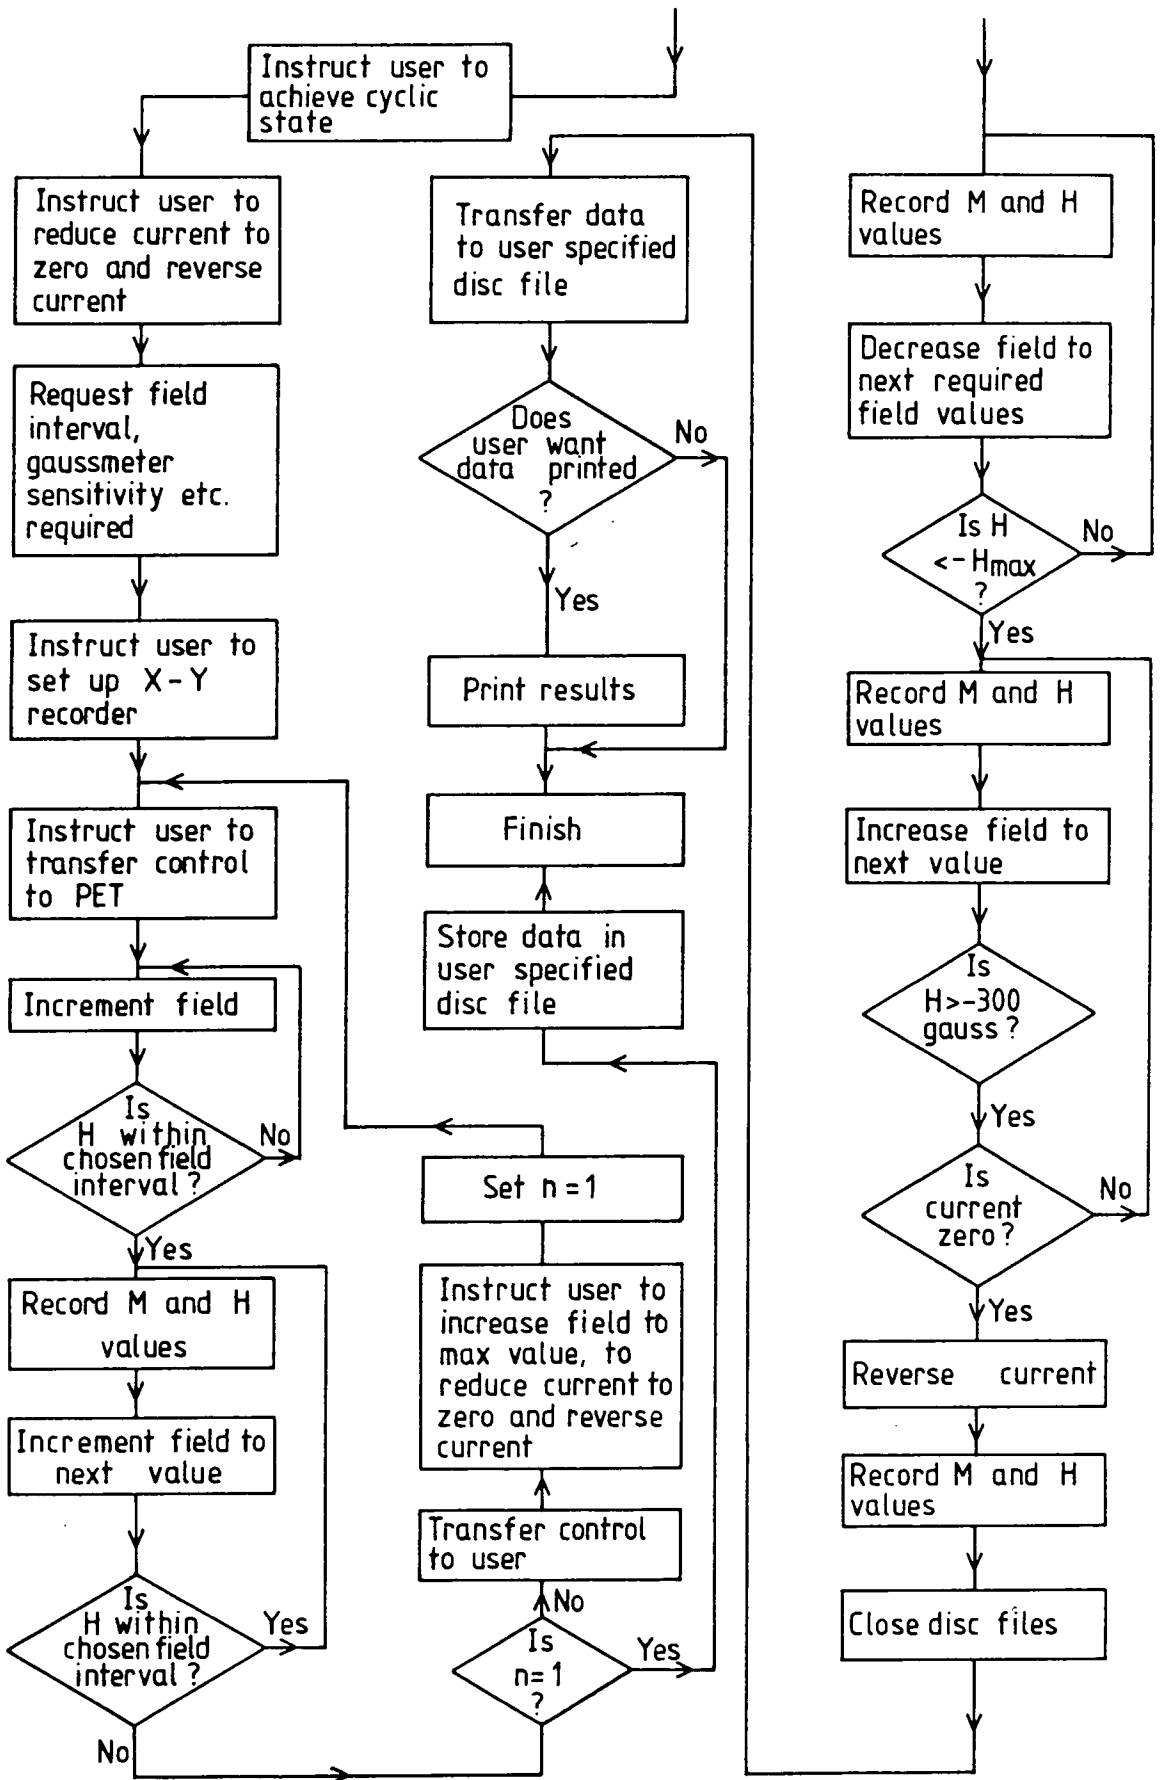 Instruct user to
achieve cyclic
state
Instruct user to
reduce current to
zero and reverse
current
Request field
interval,
gaussmeter
sensitivity etc.
required
Instruct user to
set up X-Y
recorder
Instruct user to
transfer control
to PET
Increment field
Is
H within
chosen field
interval?
No
Yes
Record M and H
values
Increment field to
next value
Is
H within
chosen field
interval?
Yes
No
Transfer data
to user specified
disc file
Does
user want
data printed
?
No
Yes
Print results
Finish
Store data in
user specified
disc file
Set n=1
Instruct user to
increase field to
max value, to
reduce current to
zero and reverse
current
Transfer control
to user
No
Is
n=1
?
Yes
Record M and H
values
Decrease field to
next required
field values
Is H
<-Hmax
?
No
Yes
Record M and H
values
Increase field to
next value
Is
H>-300
gauss?
Yes
Is
current
zero?
No
Yes
Reverse current
Record M and H
values
Close disc files